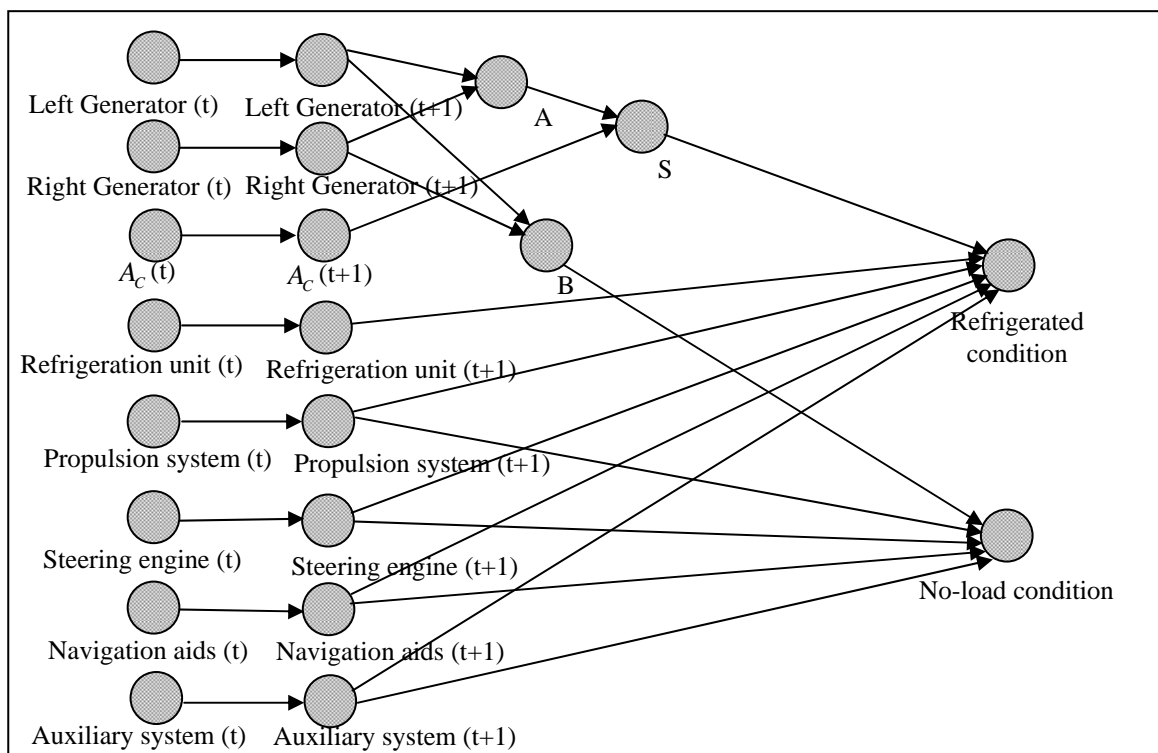 Left Generator (t)
Left Generator (t+1)
A
S
Right Generator (t)
Right Generator (t+1)
A_C (t)
A_C (t+1)
B
Refrigerated
condition
Refrigeration unit (t)
Refrigeration unit (t+1)
Propulsion system (t)
Propulsion system (t+1)
Steering engine (t)
Steering engine (t+1)
No-load condition
Navigation aids (t)
Navigation aids (t+1)
Auxiliary system (t)
Auxiliary system (t+1)